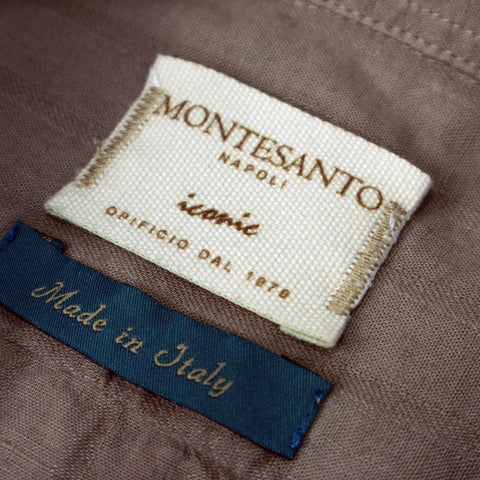 MONTESANTO
NAPOLI
iconic
OPIFICIO DAL 1978
Made in Italy